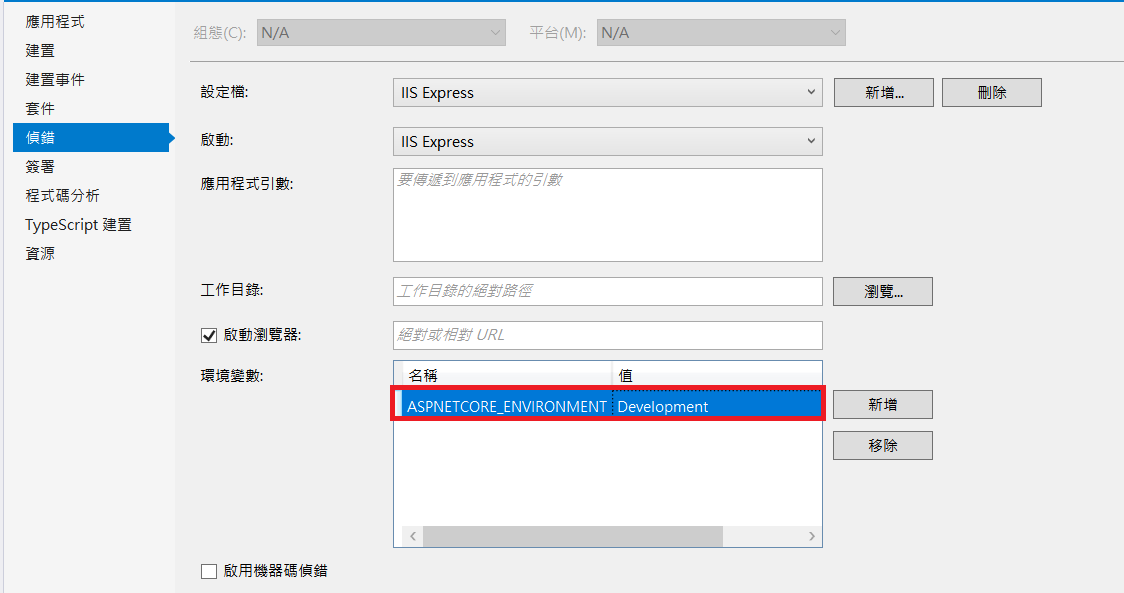 應用程式
建置
建置事件
套件
偵錯
簽署
程式碼分析
TypeScript 建置
資源
組態(C): N/A 平台(M): N/A
設定檔: IIS Express 新增... 刪除
啟動: IIS Express
應用程式引數: 要傳遞到應用程式的引數
工作目錄: 工作目錄的絕對路徑 瀏覽...
啟動瀏覽器: 絕對或相對 URL
環境變數: 名稱 值
ASPNETCORE_ENVIRONMENT Development 新增
移除
啟用機器碼偵錯